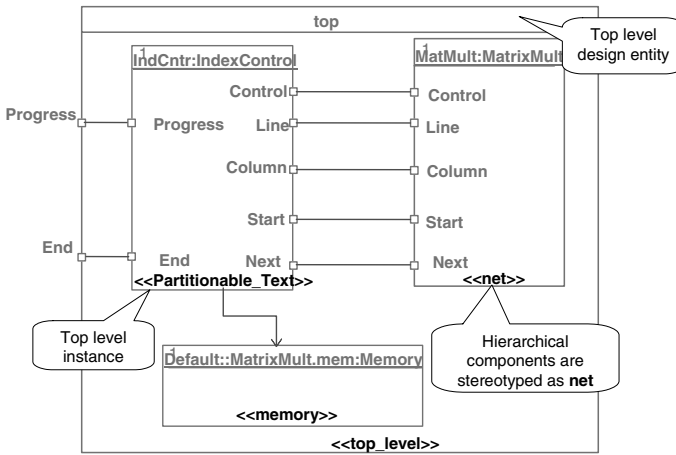 top
Top level
design entity
1
IndCntr:IndexControl
1
MatMult:MatrixMult
Control
Control
Progress
Progress
Line
Line
Column
Column
Start
Start
End
End
Next
Next
<<Partitionable_Text>>
<<net>>
Top level
instance
1
Default::MatrixMult.mem:Memory
Hierarchical
components are
stereotyped as net
<<memory>>
<<top_level>>